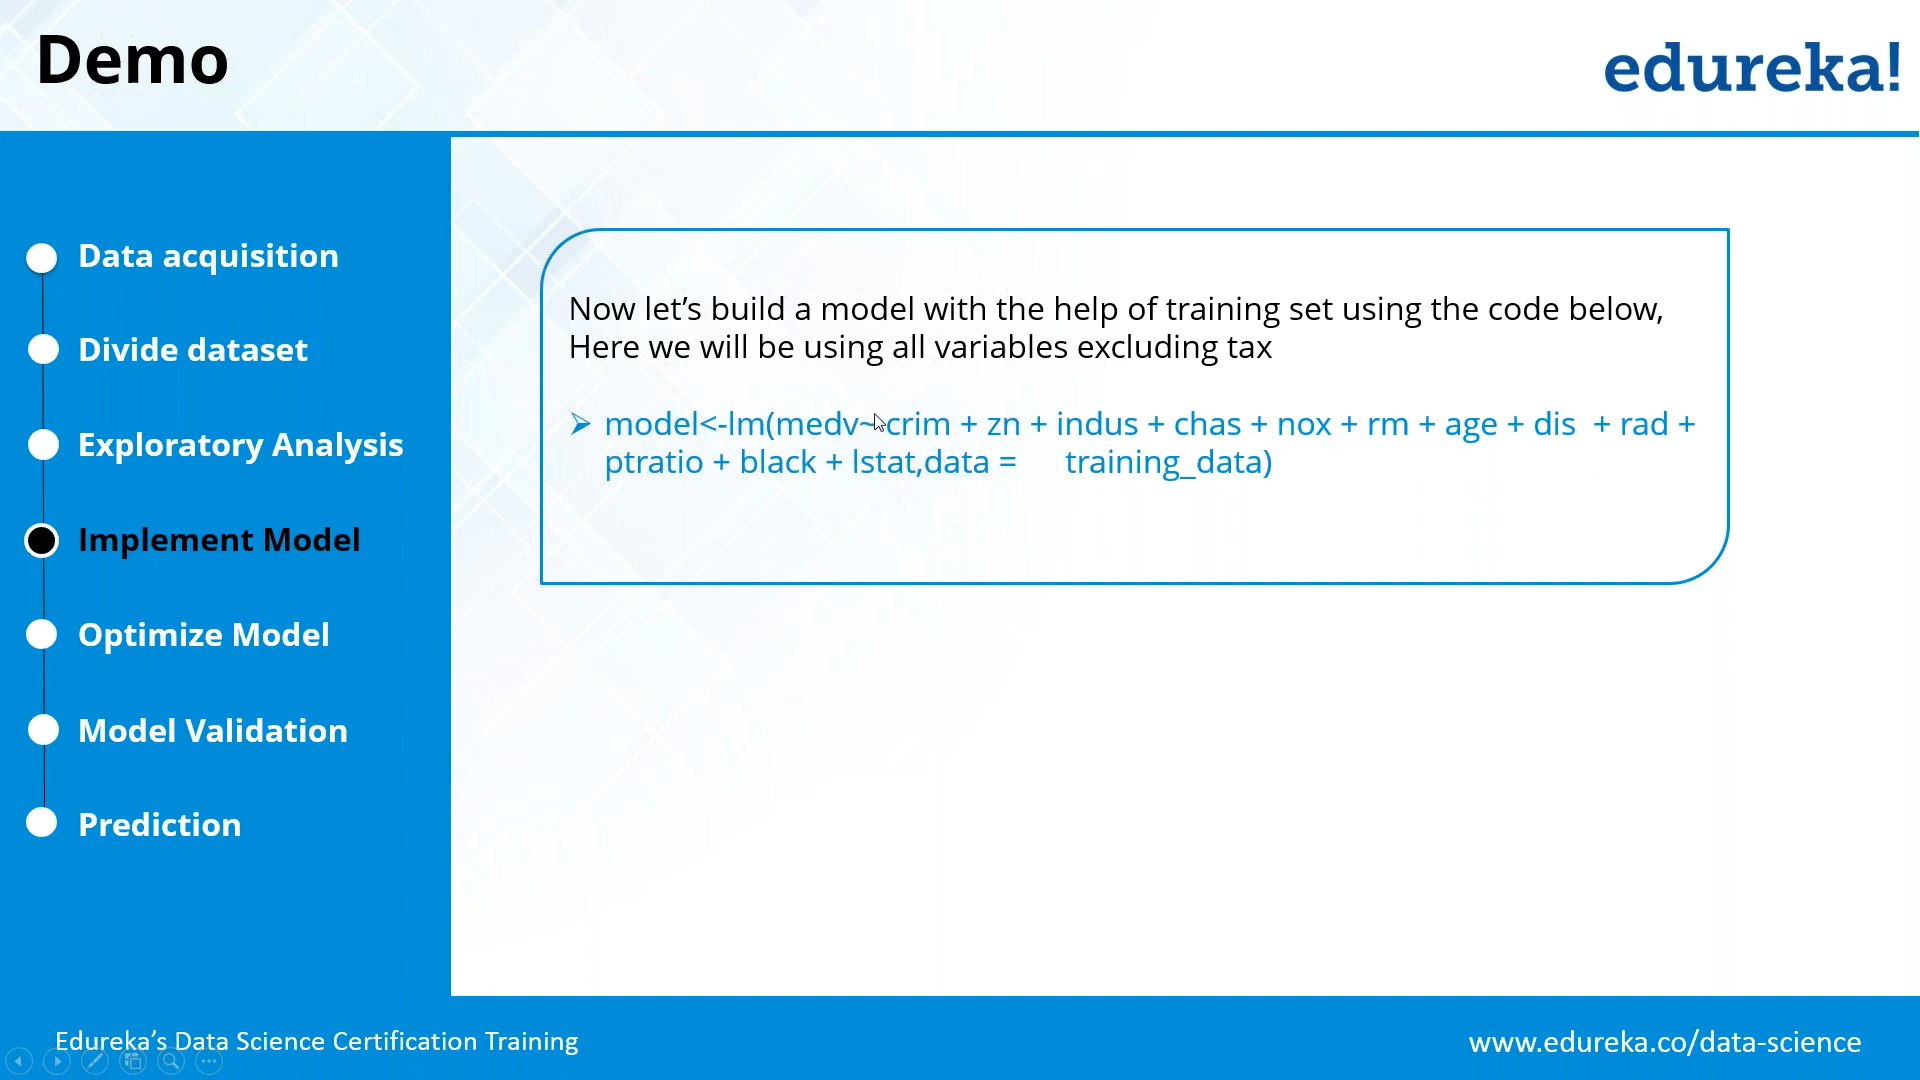 Demo
edureka!
Data acquisition
Divide dataset
Exploratory Analysis
Implement Model
Optimize Model
Model Validation
Prediction
Now let’s build a model with the help of training set using the code below,
Here we will be using all variables excluding tax
model<-lm(medv~crim + zn + indus + chas + nox + rm + age + dis + rad +
ptratio + black + lstat,data = training_data)
Edureka’s Data Science Certification Training
www.edureka.co/data-science